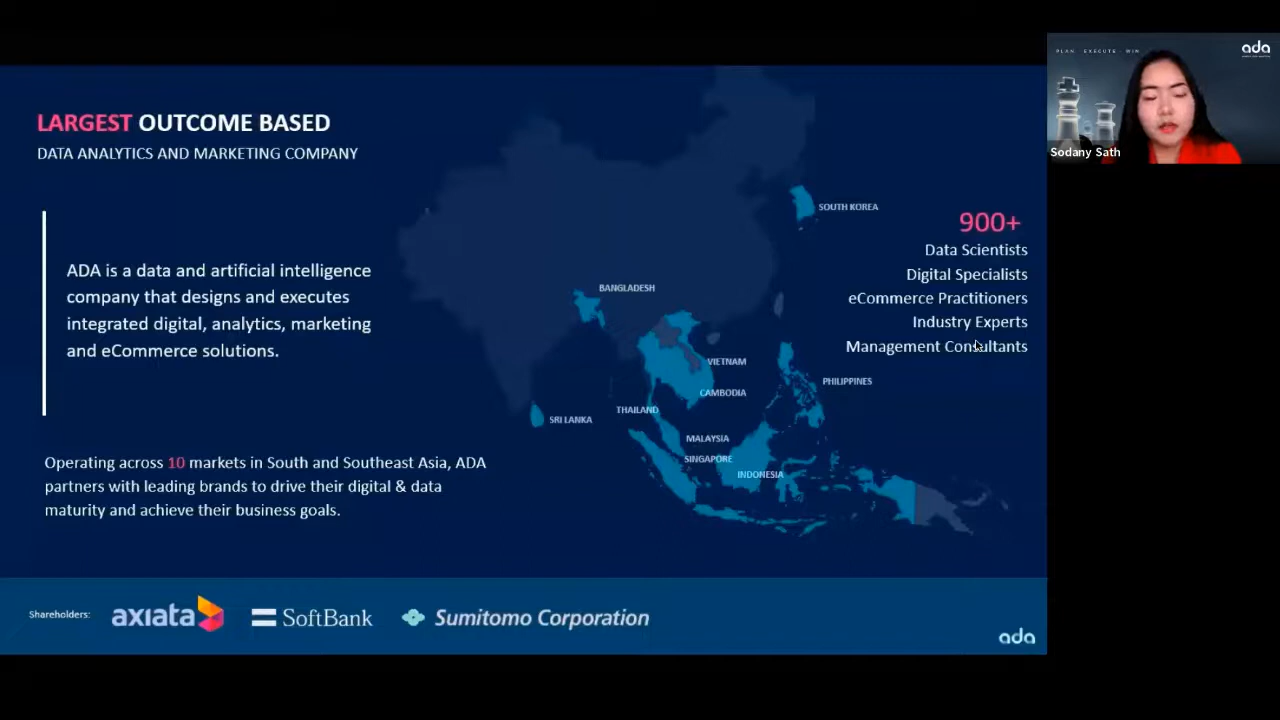 LARGEST OUTCOME BASED
DATA ANALYTICS AND MARKETING COMPANY
ADA is a data and artificial intelligence
company that designs and executes
integrated digital, analytics, marketing
and eCommerce solutions.
Operating across 10 markets in South and Southeast Asia, ADA
partners with leading brands to drive their digital & data
maturity and achieve their business goals.
SOUTH KOREA
BANGLADESH
VIETNAM
PHILIPPINES
CAMBODIA
THAILAND
SRI LANKA
MALAYSIA
SINGAPORE
INDONESIA
900+
Data Scientists
Digital Specialists
eCommerce Practitioners
Industry Experts
Management Consultants
Shareholders:
axiata
SoftBank
Sumitomo Corporation
ada
PLAN · EXECUTE · WIN
ada
Sodany Sath